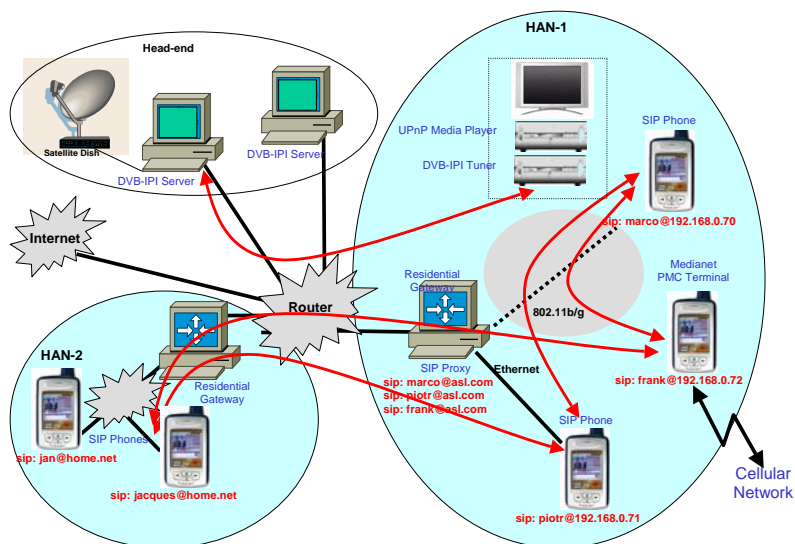 Head-end
Satellite Dish
DVB-IPI Server
DVB-IPI Server
Internet
Router
HAN-1
UPnP Media Player
DVB-IPI Tuner
SIP Phone
sip: marco@192.168.0.70
Medianet
PMC Terminal
sip: frank@192.168.0.72
802.11b/g
Residential
Gateway
SIP Proxy
sip: marco@asl.com
sip: piotr@asl.com
sip: frank@asl.com
Ethernet
SIP Phone
sip: piotr@192.168.0.71
Cellular
Network
HAN-2
Residential
Gateway
SIP Phones
sip: jan@home.net
sip: jacques@home.net